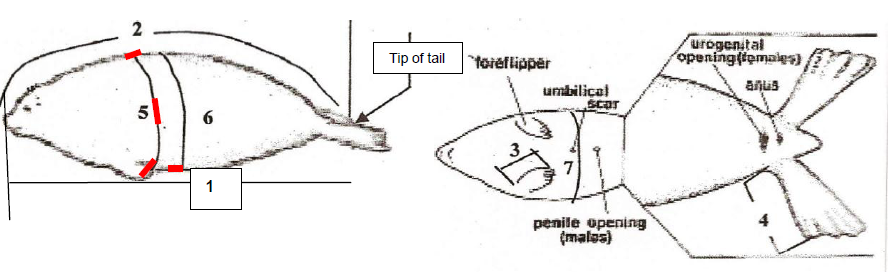 2
Tip of tail
5
6
1
urogenital
opening(females)
anus
foreflipper
umbilical
scar
3
7
4
penile opening
(males)